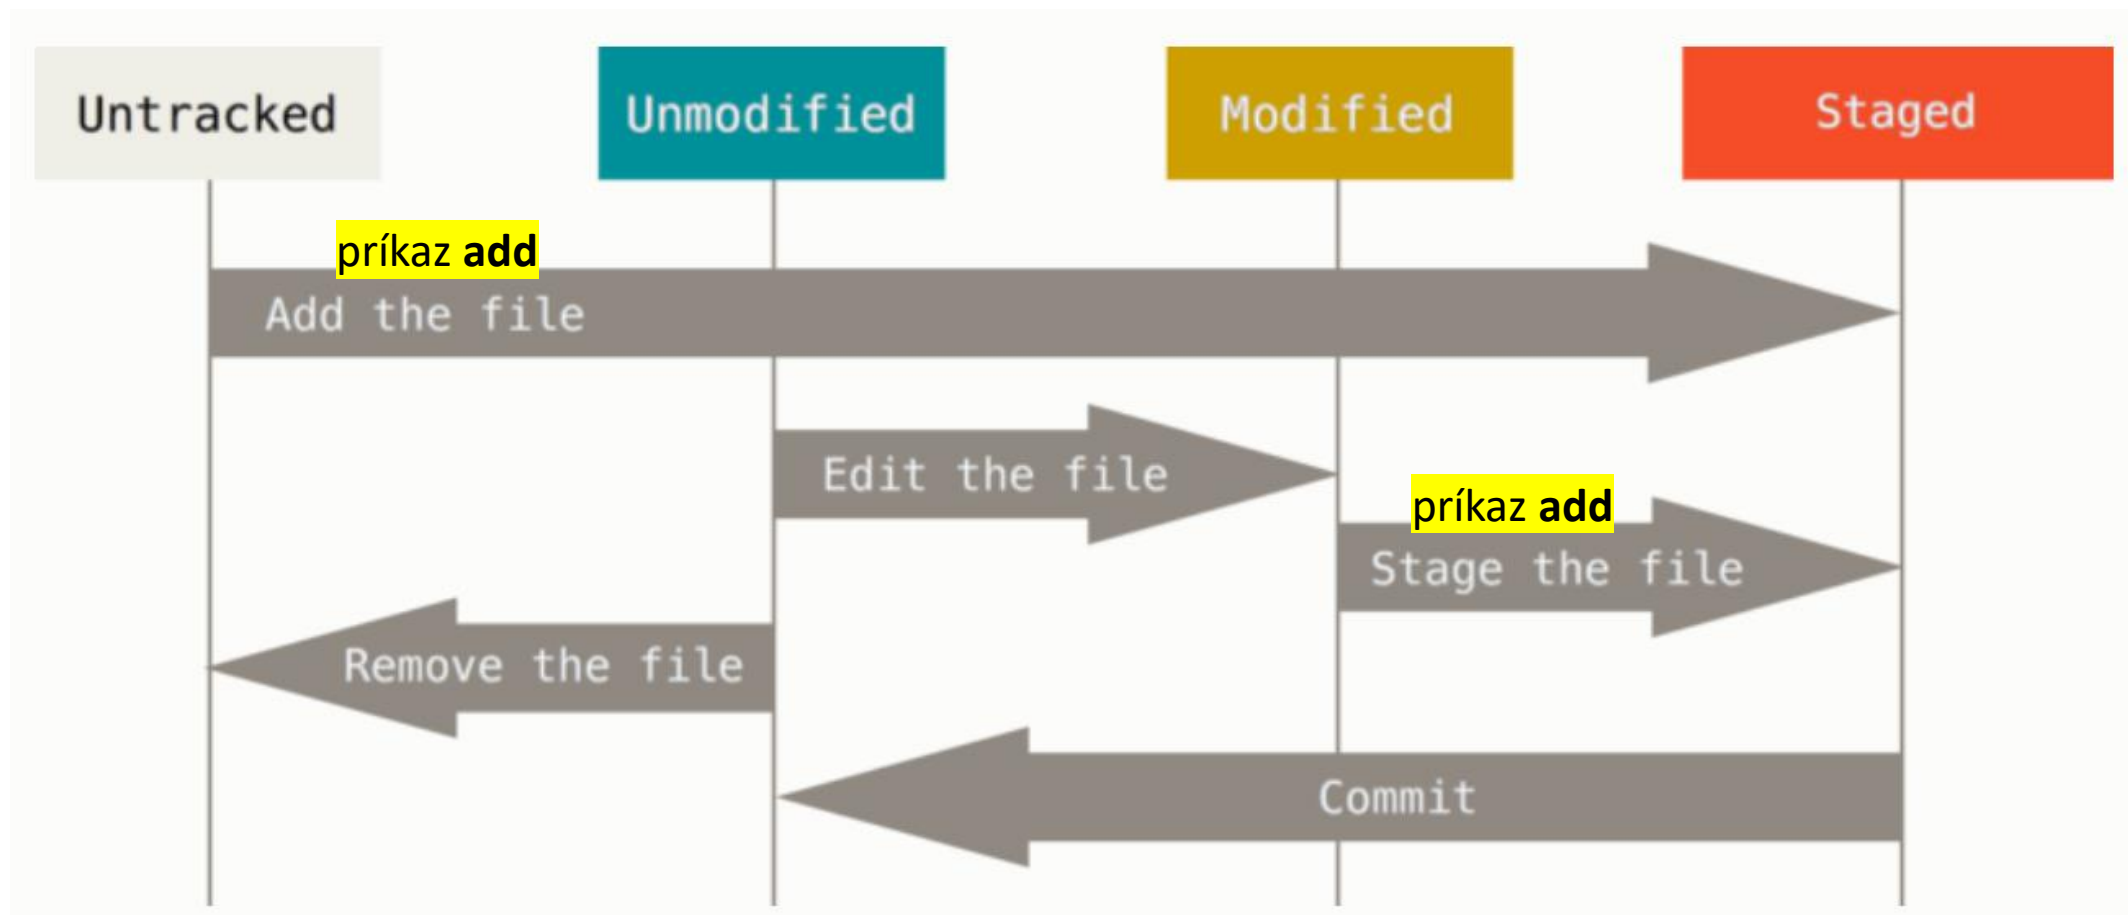 Untracked
Unmodified
Modified
Staged
príkaz add
Add the file
Edit the file
príkaz add
Stage the file
Remove the file
Commit